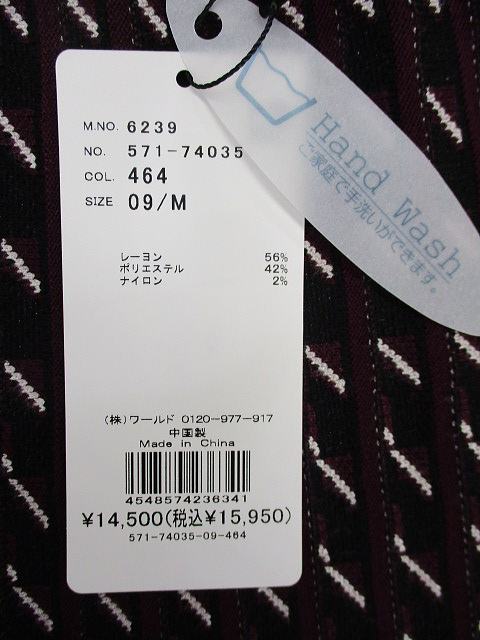 M.NO. 6239
NO. 571-74035
COL. 464
SIZE 09/M
レーヨン 56%
ポリエステル 42%
ナイロン 2%
(株)ワールド 0120-977-917
中国製
Made in China
4548574236341
¥14,500(税込¥15,950)
571-74035-09-464
Hand Wash
ご家庭で手洗いができます。